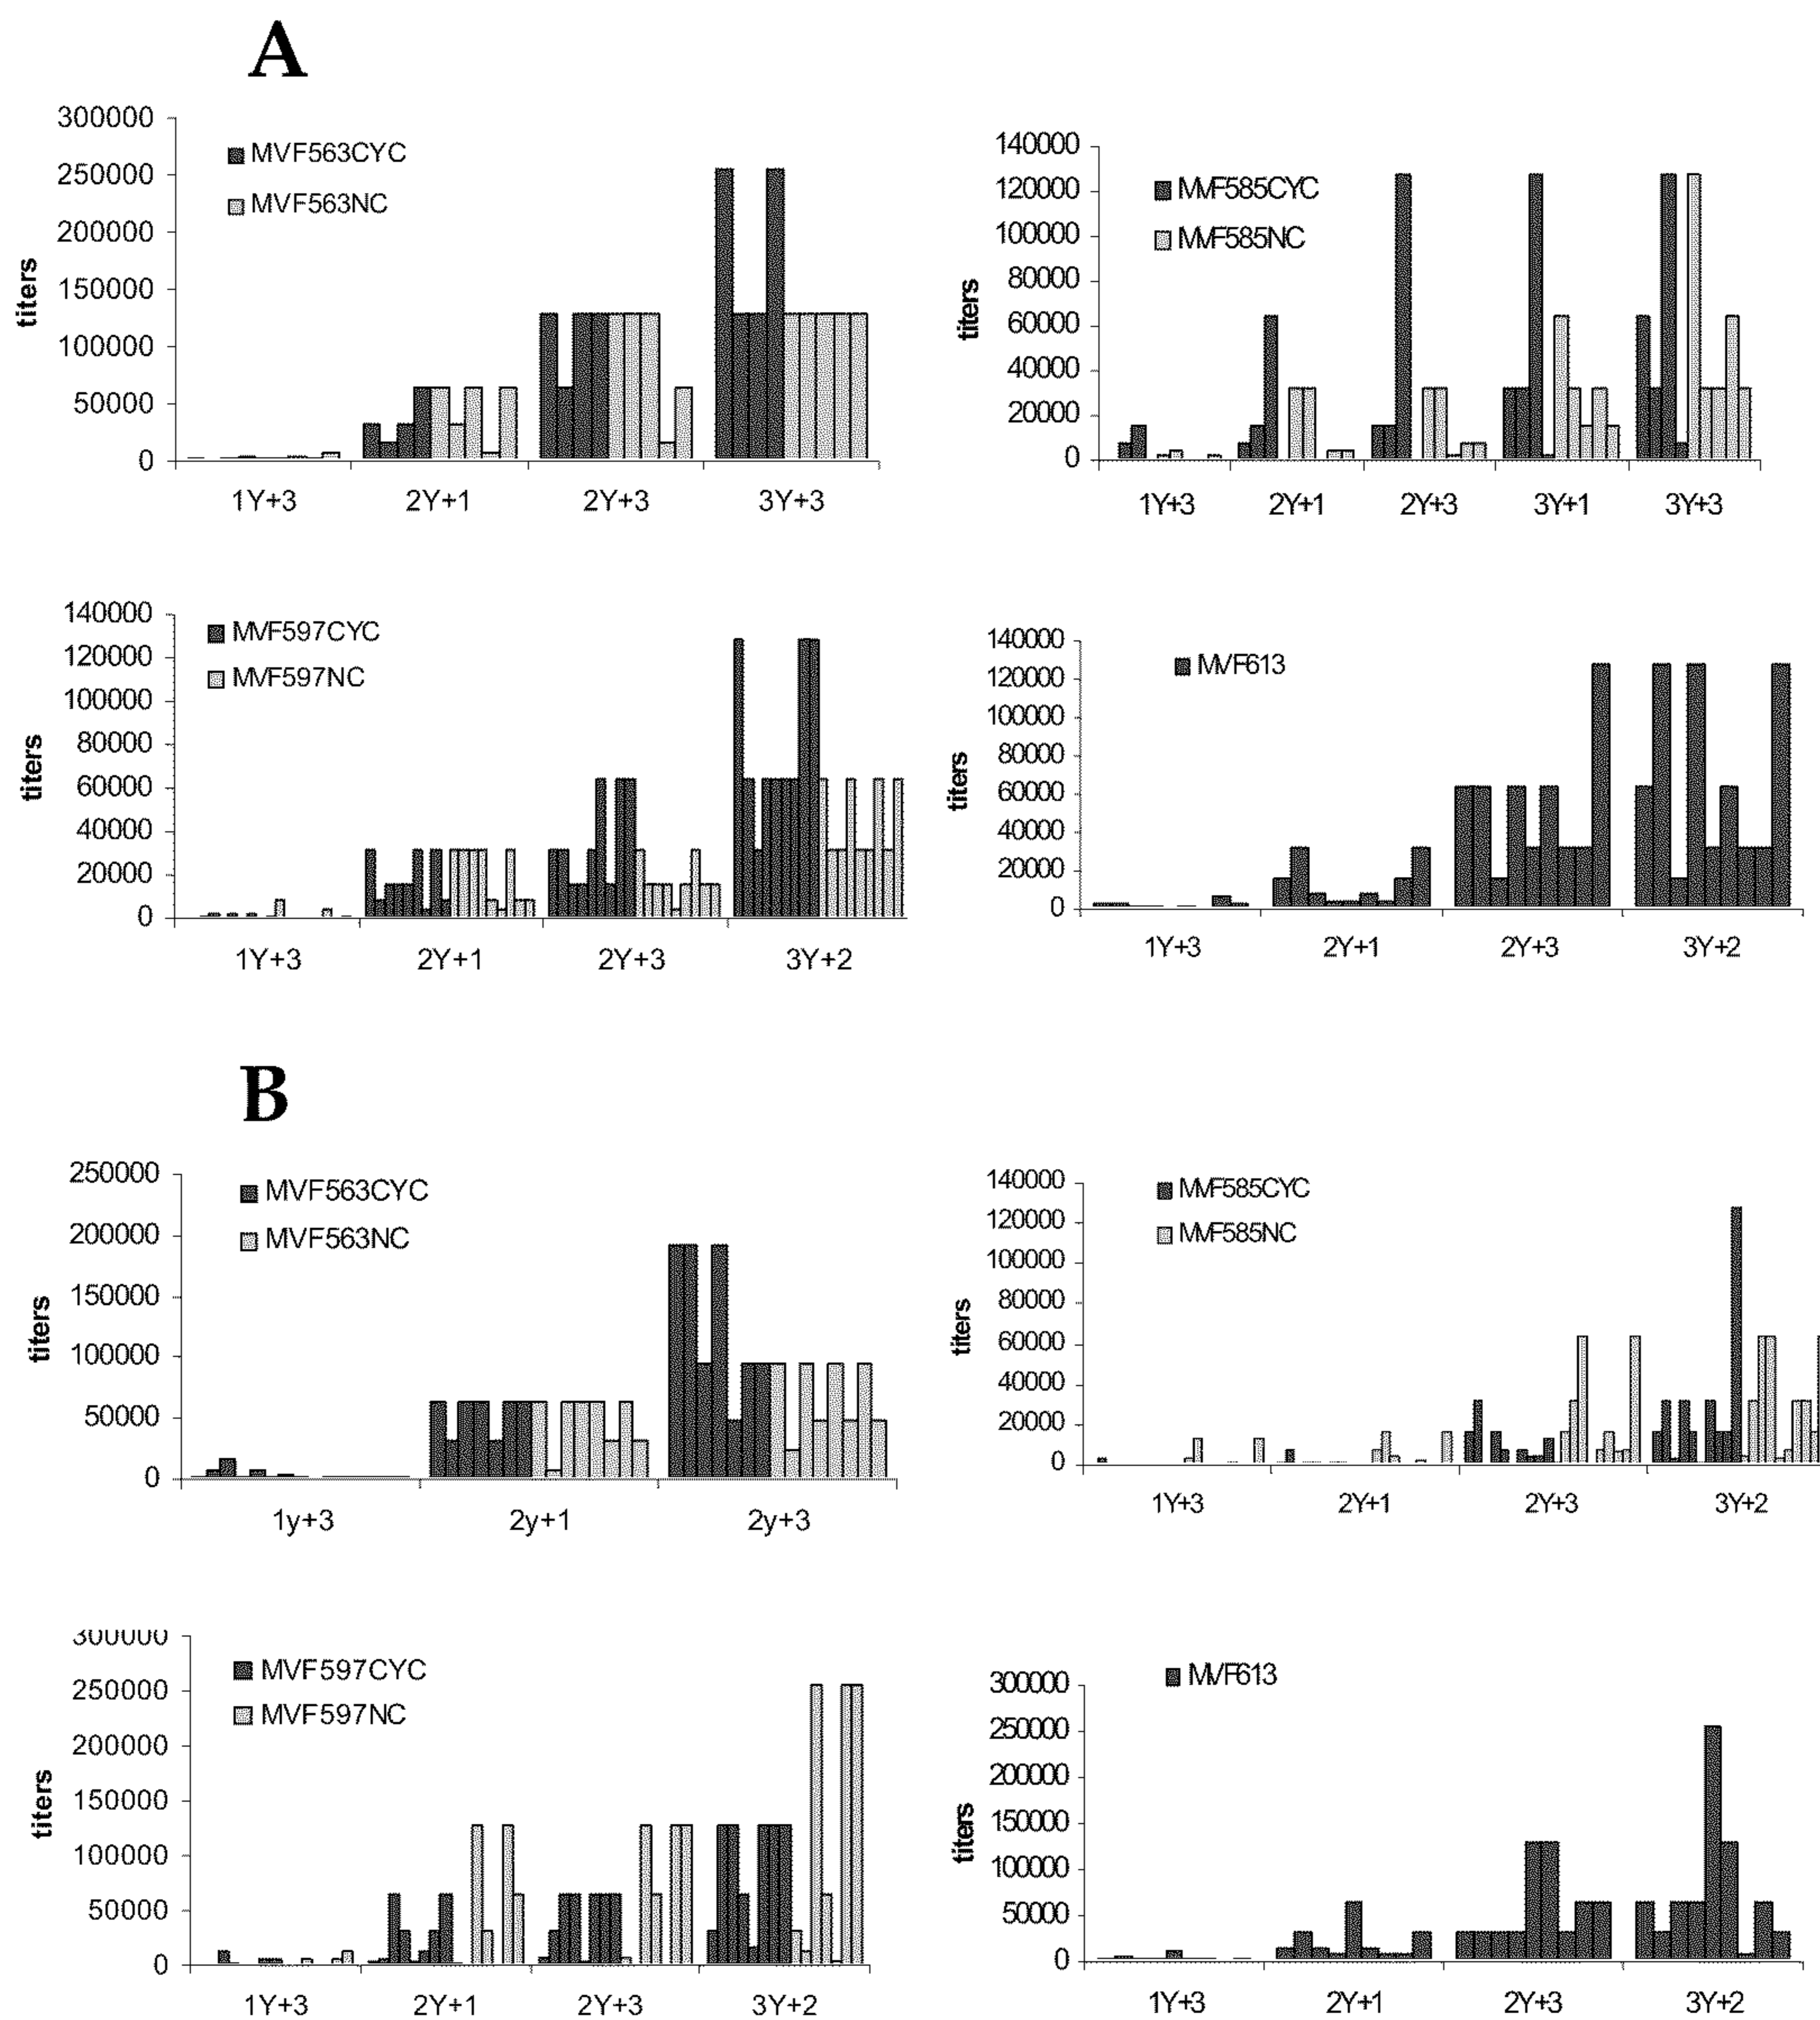 A
300000
250000
200000
150000
100000
50000
0
titers
MVF563CYC
MVF563NC
1Y+3 2Y+1 2Y+3 3Y+3
140000
120000
100000
80000
60000
40000
20000
0
titers
MVF585CYC
MVF585NC
1Y+3 2Y+1 2Y+3 3Y+1 3Y+3
140000
120000
100000
80000
60000
40000
20000
0
titers
MVF597CYC
MVF597NC
1Y+3 2Y+1 2Y+3 3Y+2
140000
120000
100000
80000
60000
40000
20000
0
titers
MVF613
1Y+3 2Y+1 2Y+3 3Y+2
B
250000
200000
150000
100000
50000
0
titers
MVF563CYC
MVF563NC
1y+3 2y+1 2y+3
140000
120000
100000
80000
60000
40000
20000
0
titers
MVF585CYC
MVF585NC
1Y+3 2Y+1 2Y+3 3Y+2
300000
250000
200000
150000
100000
50000
0
titers
MVF597CYC
MVF597NC
1Y+3 2Y+1 2Y+3 3Y+2
300000
250000
200000
150000
100000
50000
0
titers
MVF613
1Y+3 2Y+1 2Y+3 3Y+2